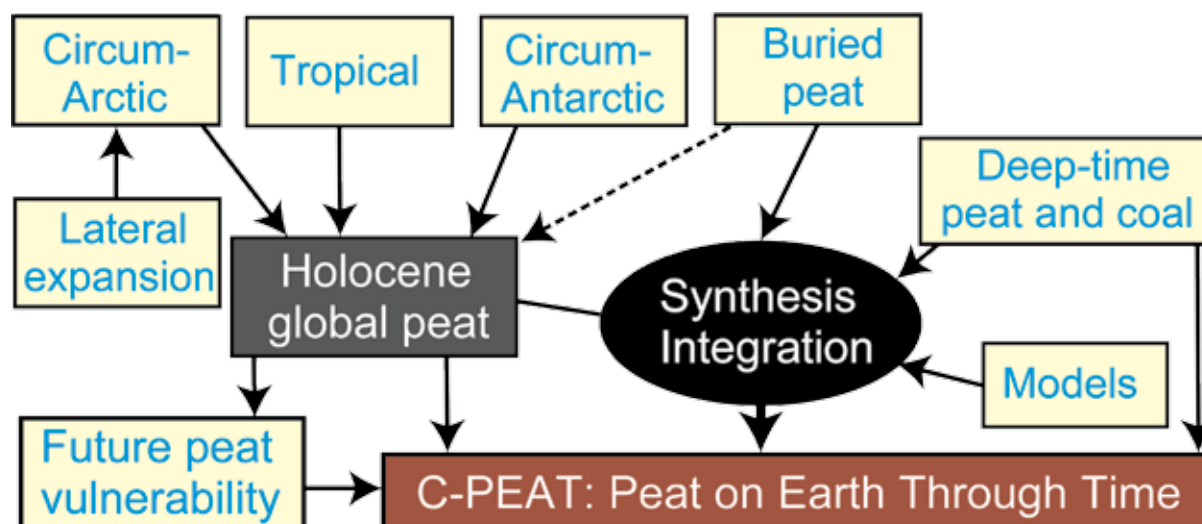 Circum-
Arctic
Tropical
Circum-
Antarctic
Buried
peat
Lateral
expansion
Holocene
global peat
Synthesis
Integration
Deep-time
peat and coal
Models
Future peat
vulnerability
C-PEAT: Peat on Earth Through Time